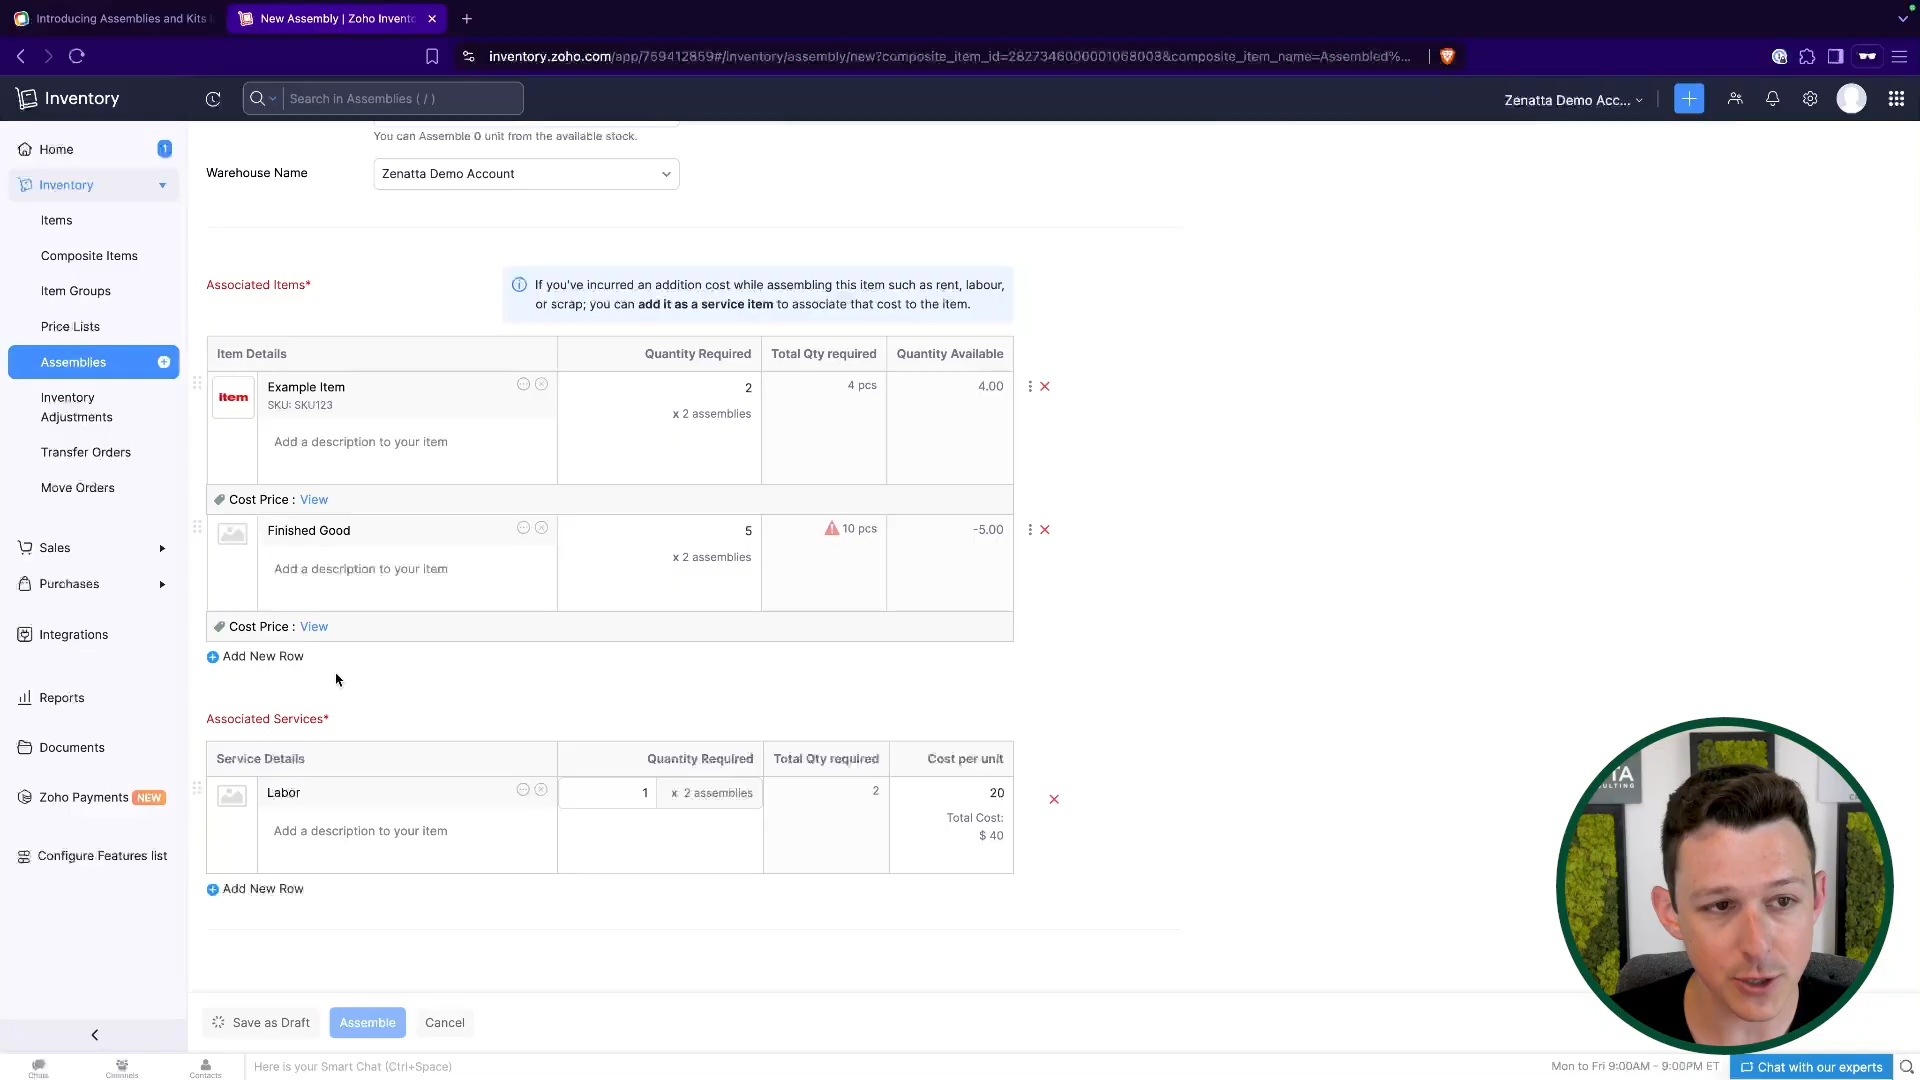 Introducing Assemblies and Kits i
New Assembly | Zoho Invento
inventory.zoho.com/app/759412859#/inventory/assembly/new?composite_item_id=2827346000001068003&composite_item_name=Assembled%...
Inventory
Search in Assemblies ( / )
Zenatta Demo Acc...
Home
1
Inventory
Items
Composite Items
Item Groups
Price Lists
Assemblies
Inventory
Adjustments
Transfer Orders
Move Orders
Sales
Purchases
Integrations
Reports
Documents
Zoho Payments NEW
Configure Features list
You can Assemble 0 unit from the available stock.
Warehouse Name
Zenatta Demo Account
Associated Items*
If you've incurred an addition cost while assembling this item such as rent, labour,
or scrap; you can add it as a service item to associate that cost to the item.
Item Details Quantity Required Total Qty required Quantity Available
item
Example Item 2 4 pcs 4.00
SKU: SKU123
x 2 assemblies
Add a description to your item
Cost Price : View
Finished Good 5 10 pcs -5.00
x 2 assemblies
Add a description to your item
Cost Price : View
Add New Row
Associated Services*
Service Details Quantity Required Total Qty required Cost per unit
Labor 1 x 2 assemblies 2 20
Total Cost:
$ 40
Add a description to your item
Add New Row
Save as Draft Assemble Cancel
TA
SULTING
Chats Channels Contacts
Here is your Smart Chat (Ctrl+Space)
Mon to Fri 9:00AM - 9:00PM ET
Chat with our experts